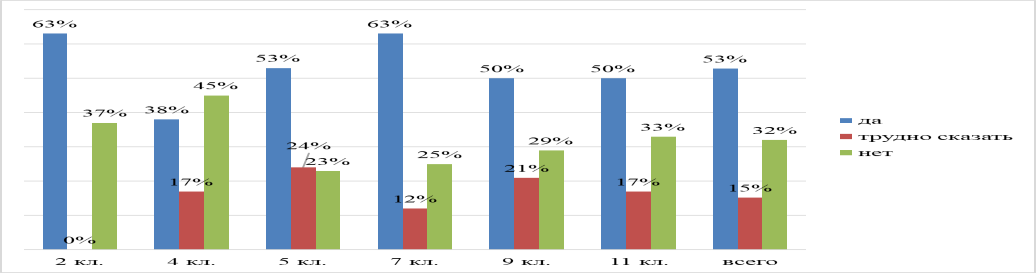 63%
0%
37%
38%
17%
45%
53%
24%
23%
63%
12%
25%
50%
21%
29%
50%
17%
33%
53%
15%
32%
2 кл.
4 кл.
5 кл.
7 кл.
9 кл.
11 кл.
всего
да
трудно сказать
нет